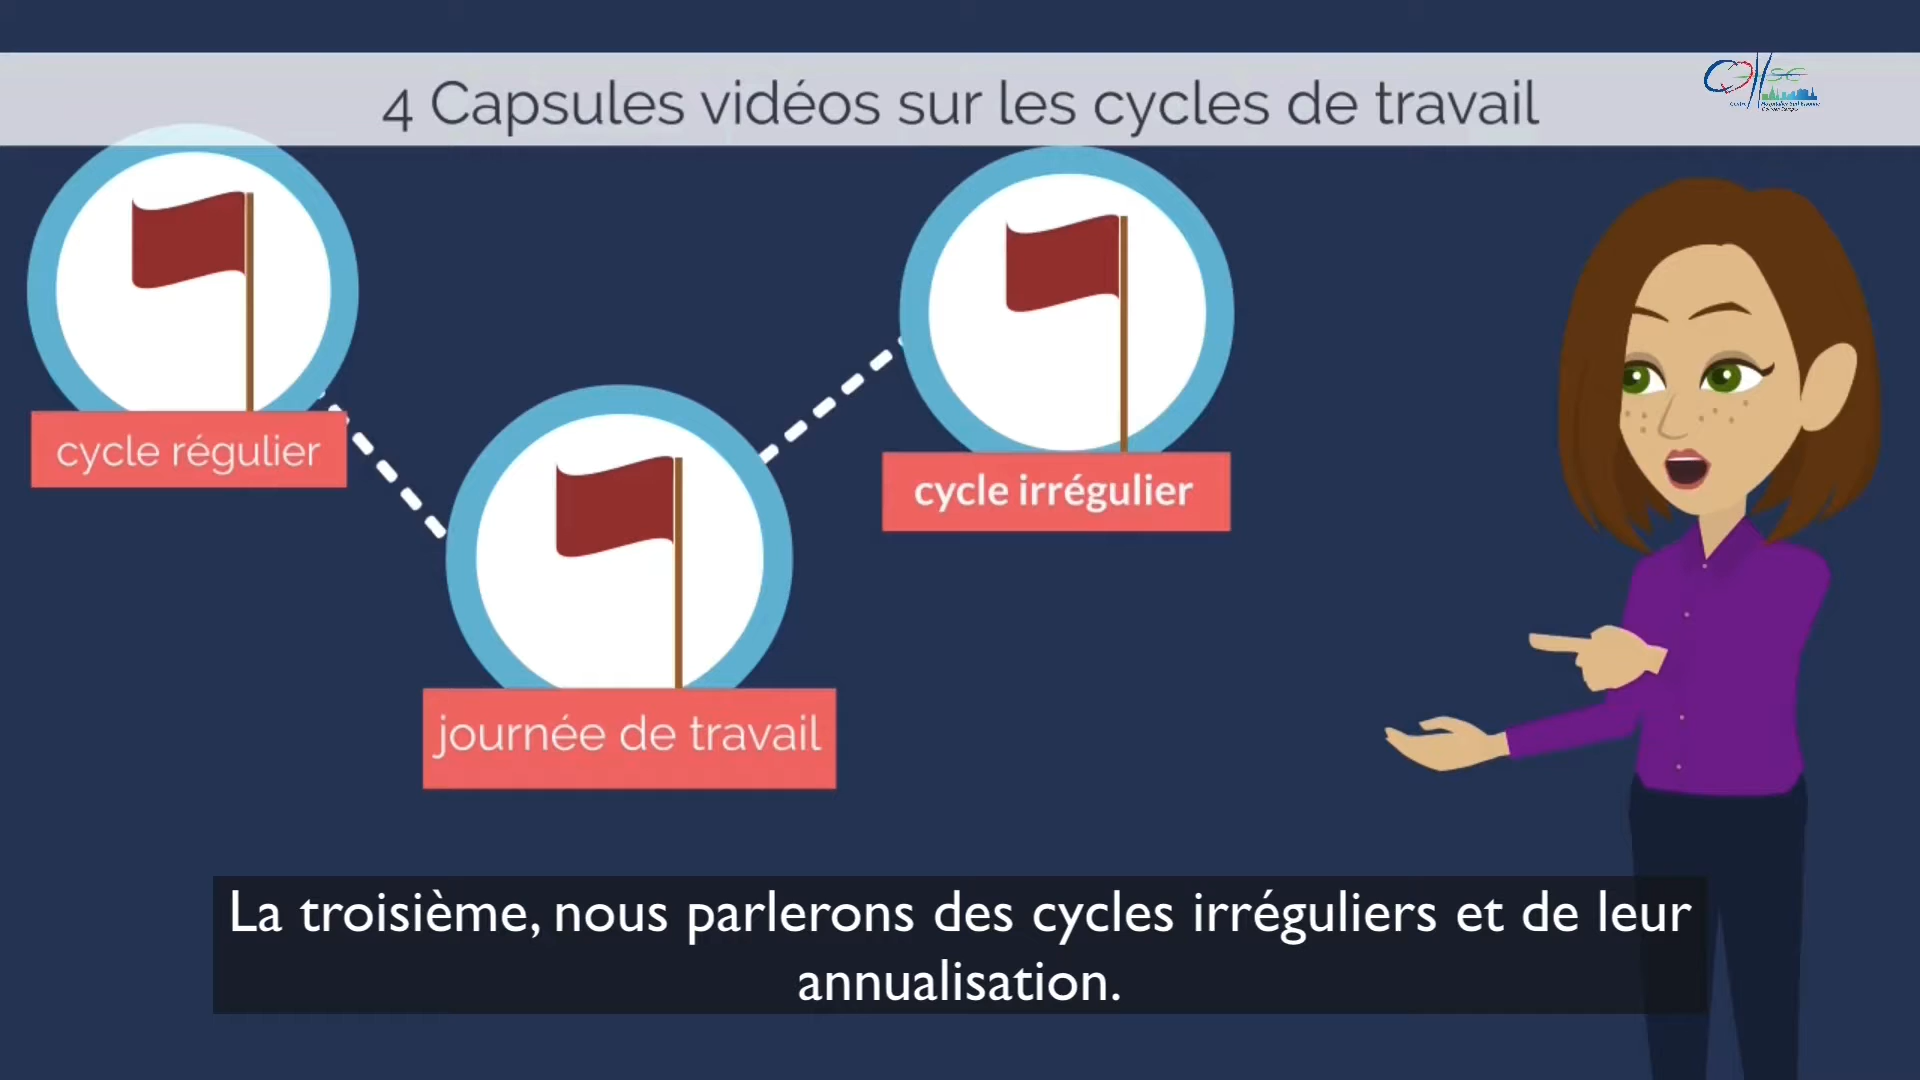 4 Capsules vidéos sur les cycles de travail
cycle régulier
journée de travail
cycle irrégulier
La troisième, nous parlerons des cycles irréguliers et de leur
annualisation.